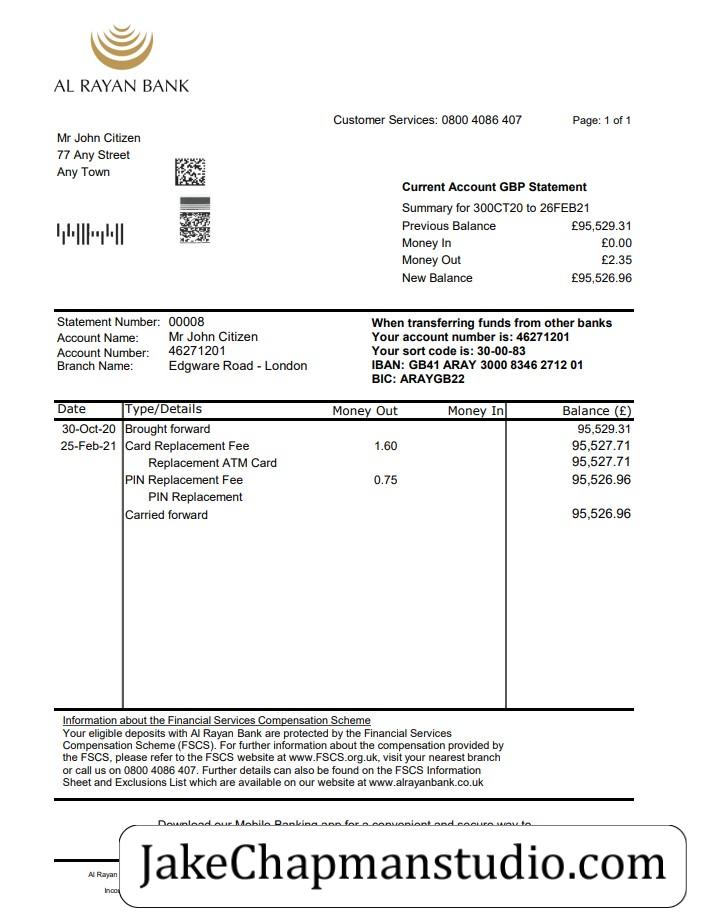 AL RAYAN BANK
Customer Services: 0800 4086 407 Page: 1 of 1
Mr John Citizen
77 Any Street
Any Town
Current Account GBP Statement
Summary for 30OCT20 to 26FEB21
Previous Balance £95,529.31
Money In £0.00
Money Out £2.35
New Balance £95,526.96
Statement Number: 00008
Account Name: Mr John Citizen
Account Number: 46271201
Branch Name: Edgware Road - London
When transferring funds from other banks
Your account number is: 46271201
Your sort code is: 30-00-83
IBAN: GB41 ARAY 3000 8346 2712 01
BIC: ARAYGB22
Date Type/Details Money Out Money In Balance (£)
30-Oct-20 Brought forward 95,529.31
25-Feb-21 Card Replacement Fee 1.60 95,527.71
Replacement ATM Card 95,527.71
PIN Replacement Fee 0.75 95,526.96
PIN Replacement
Carried forward 95,526.96
Information about the Financial Services Compensation Scheme
Your eligible deposits with Al Rayan Bank are protected by the Financial Services
Compensation Scheme (FSCS). For further information about the compensation provided by
the FSCS, please refer to the FSCS website at www.FSCS.org.uk, visit your nearest branch
or call us on 0800 4086 407. Further details can also be found on the FSCS Information
Sheet and Exclusions List which are available on our website at www.alrayanbank.co.uk
Download our Mobile Banking app for a convenient and secure way to
JakeChapmanstudio.com
Al Rayan